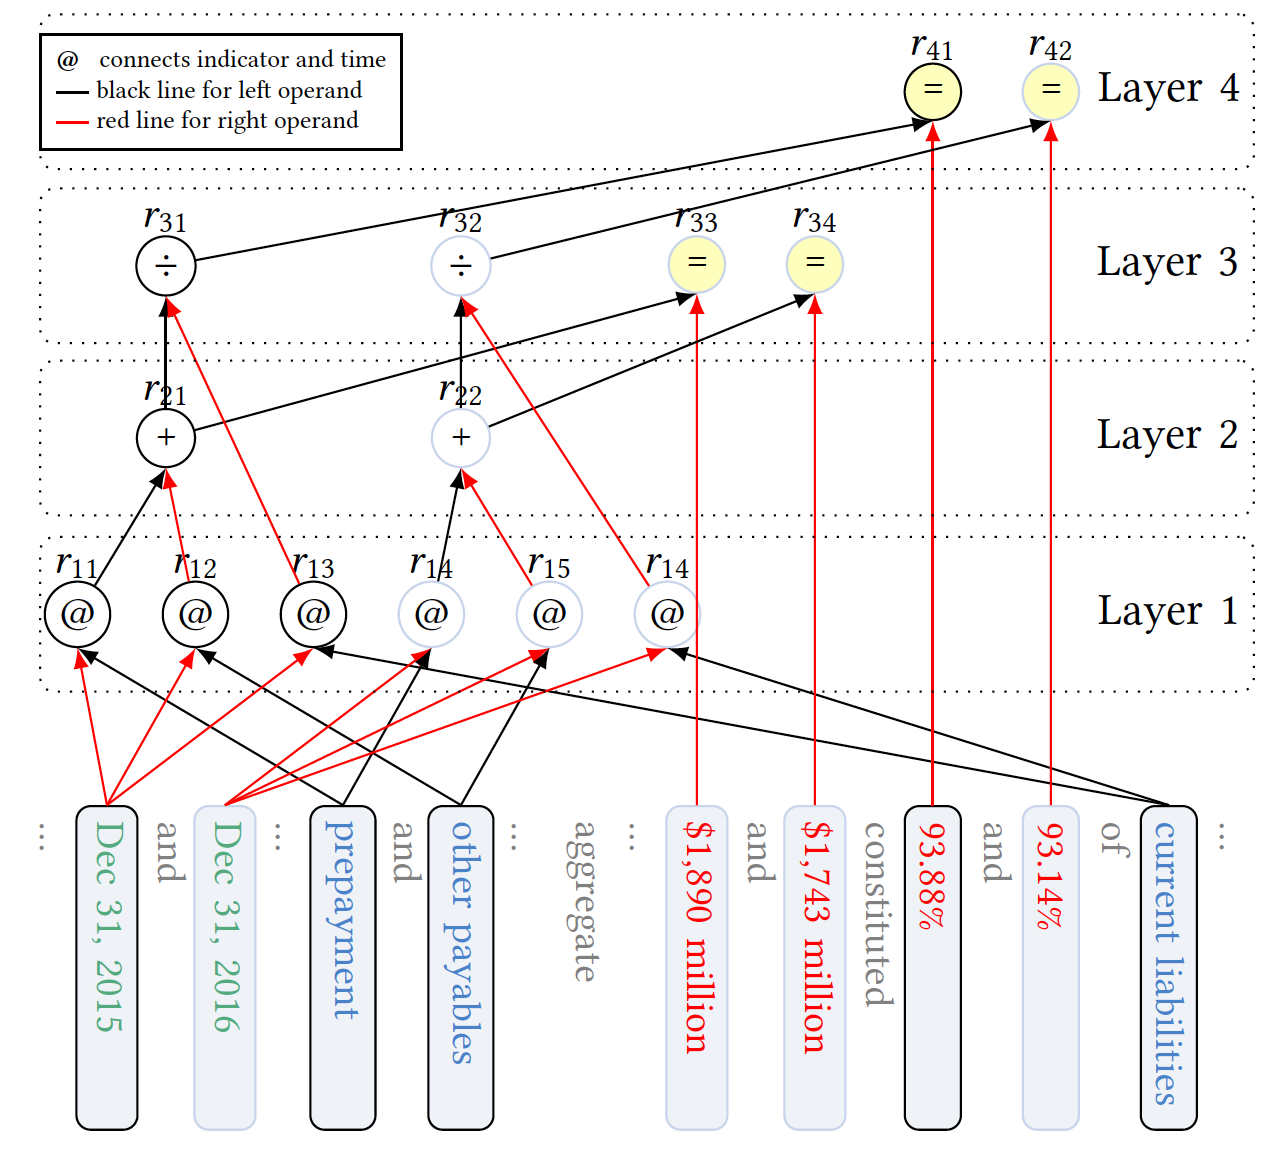 @ connects indicator and time
black line for left operand
red line for right operand
r41 r42
= =
Layer 4
r31 r32 r33 r34
÷ ÷ = =
Layer 3
r21 r22
+ +
Layer 2
r11 r12 r13 r14 r15 r14
@ @ @ @ @ @
Layer 1
...
Dec 31, 2015
and
Dec 31, 2016
...
prepayment
and
other payables
...
aggregate
...
$1,890 million
and
$1,743 million
constituted
93.88%
and
93.14%
of
current liabilities
...